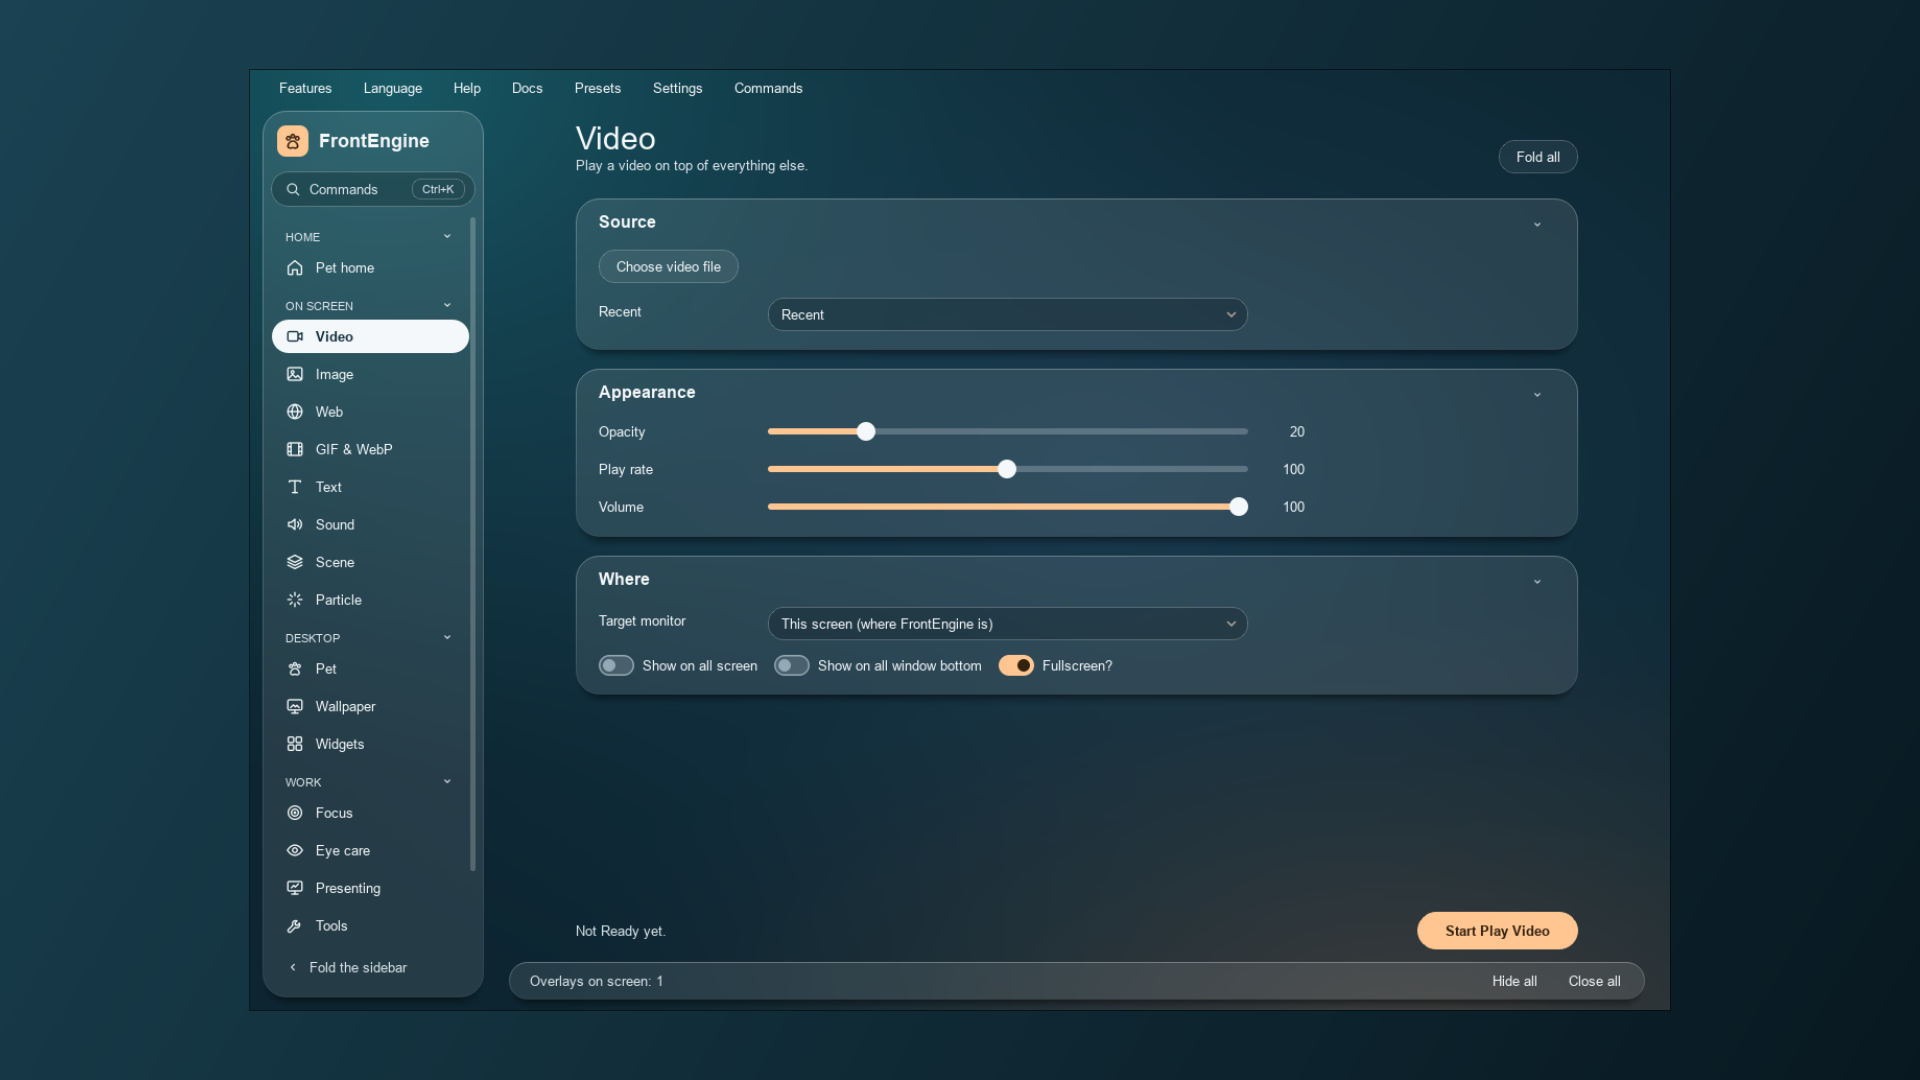 Features Language Help Docs Presets Settings Commands
FrontEngine
Commands Ctrl+K
HOME
Pet home
ON SCREEN
Video
Image
Web
GIF & WebP
Text
Sound
Scene
Particle
DESKTOP
Pet
Wallpaper
Widgets
WORK
Focus
Eye care
Presenting
Tools
Fold the sidebar
Video
Play a video on top of everything else.
Fold all
Source
Choose video file
Recent Recent
Appearance
Opacity 20
Play rate 100
Volume 100
Where
Target monitor This screen (where FrontEngine is)
Show on all screen Show on all window bottom Fullscreen?
Not Ready yet. Start Play Video
Overlays on screen: 1 Hide all Close all